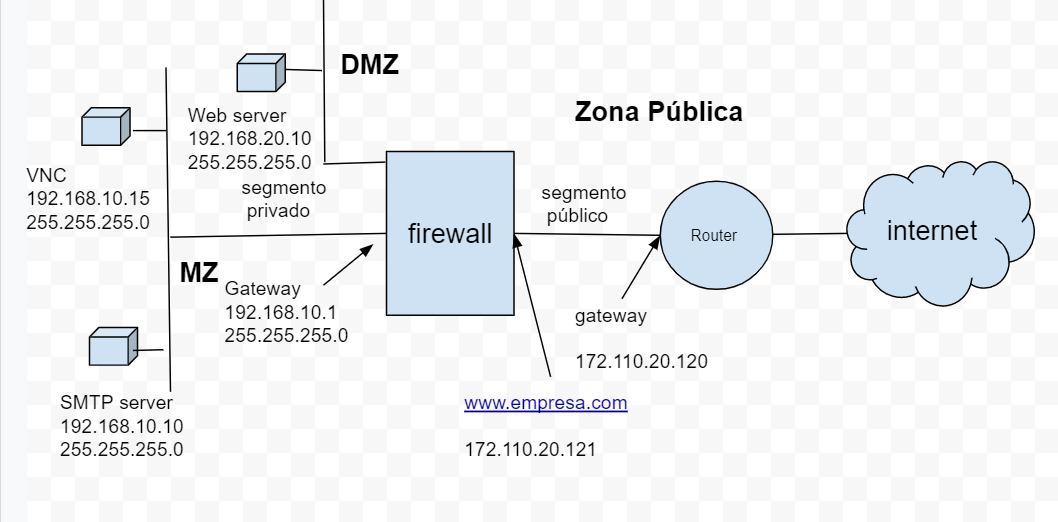 DMZ
Web server
192.168.20.10
255.255.255.0
Zona Pública
VNC
192.168.10.15
255.255.255.0
segmento
privado
firewall
segmento
público
Router
internet
MZ
Gateway
192.168.10.1
255.255.255.0
gateway
172.110.20.120
SMTP server
192.168.10.10
255.255.255.0
www.empresa.com
172.110.20.121